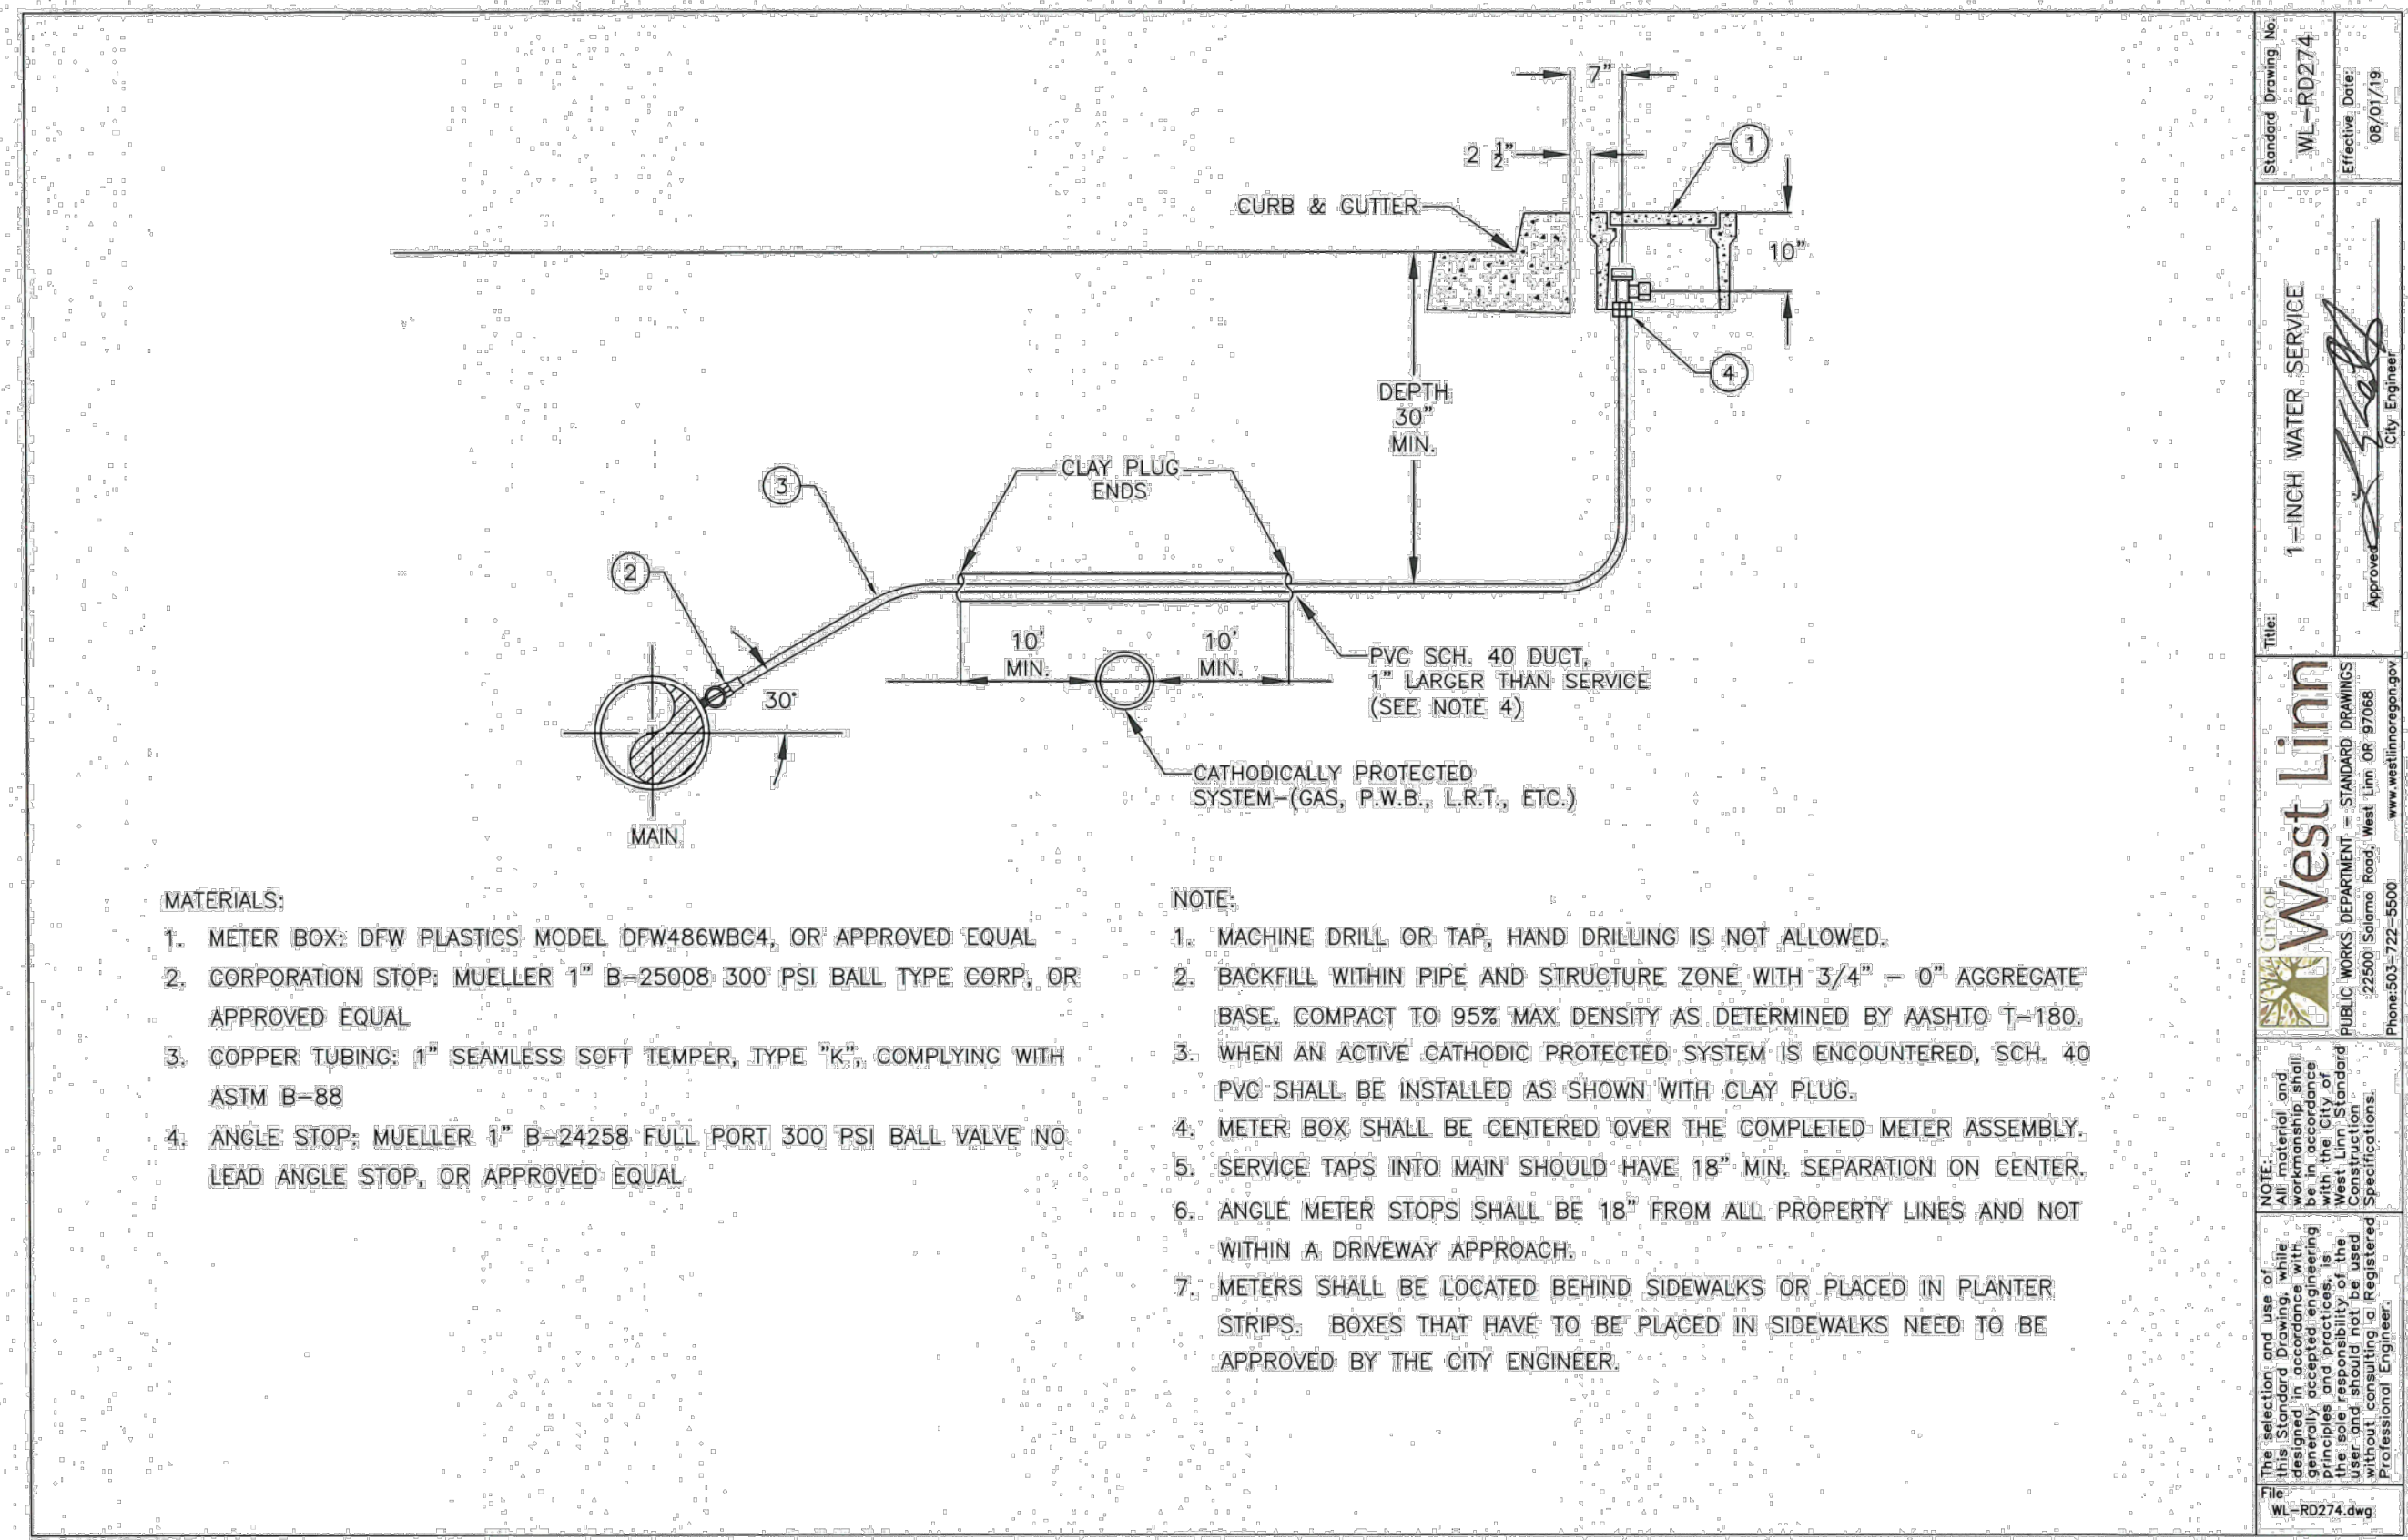 7"
2 1/2"
1
CURB & GUTTER
10"
4
DEPTH
30"
MIN.
CLAY PLUG
ENDS
3
2
10'
MIN.
10'
MIN.
30°
PVC SCH. 40 DUCT,
1" LARGER THAN SERVICE
(SEE NOTE 4)
CATHODICALLY PROTECTED
SYSTEM-(GAS, P.W.B., L.R.T., ETC.)
MAIN
MATERIALS:
1. METER BOX: DFW PLASTICS MODEL DFW486WBC4, OR APPROVED EQUAL
2. CORPORATION STOP: MUELLER 1" B-25008 300 PSI BALL TYPE CORP, OR
APPROVED EQUAL
3. COPPER TUBING: 1" SEAMLESS SOFT TEMPER, TYPE "K", COMPLYING WITH
ASTM B-88
4. ANGLE STOP: MUELLER 1" B-24258 FULL PORT 300 PSI BALL VALVE NO
LEAD ANGLE STOP, OR APPROVED EQUAL
NOTE:
1. MACHINE DRILL OR TAP, HAND DRILLING IS NOT ALLOWED.
2. BACKFILL WITHIN PIPE AND STRUCTURE ZONE WITH 3/4" - 0" AGGREGATE
BASE. COMPACT TO 95% MAX DENSITY AS DETERMINED BY AASHTO T-180.
3. WHEN AN ACTIVE CATHODIC PROTECTED SYSTEM IS ENCOUNTERED, SCH. 40
PVC SHALL BE INSTALLED AS SHOWN WITH CLAY PLUG.
4. METER BOX SHALL BE CENTERED OVER THE COMPLETED METER ASSEMBLY.
5. SERVICE TAPS INTO MAIN SHOULD HAVE 18" MIN. SEPARATION ON CENTER.
6. ANGLE METER STOPS SHALL BE 18" FROM ALL PROPERTY LINES AND NOT
WITHIN A DRIVEWAY APPROACH.
7. METERS SHALL BE LOCATED BEHIND SIDEWALKS OR PLACED IN PLANTER
STRIPS. BOXES THAT HAVE TO BE PLACED IN SIDEWALKS NEED TO BE
APPROVED BY THE CITY ENGINEER.
File
WL-RD274.dwg
The selection and use of
this Standard Drawing, while
designed in accordance with
generally accepted engineering
principles and practices, is
the sole responsibility of the
user and should not be used
without consulting a Registered
Professional Engineer.
NOTE:
All material and
workmanship shall
be in accordance
with the City of
West Linn Standard
Construction
Specifications.
CITY OF
West Linn
PUBLIC WORKS DEPARTMENT - STANDARD DRAWINGS
22500 Salamo Road, West Linn OR 97068
Phone:503-722-5500 www.westlinnoregon.gov
Title:
1-INCH WATER SERVICE
Approved
City Engineer
Standard Drawing No.
WL-RD274
Effective Date:
08/01/19